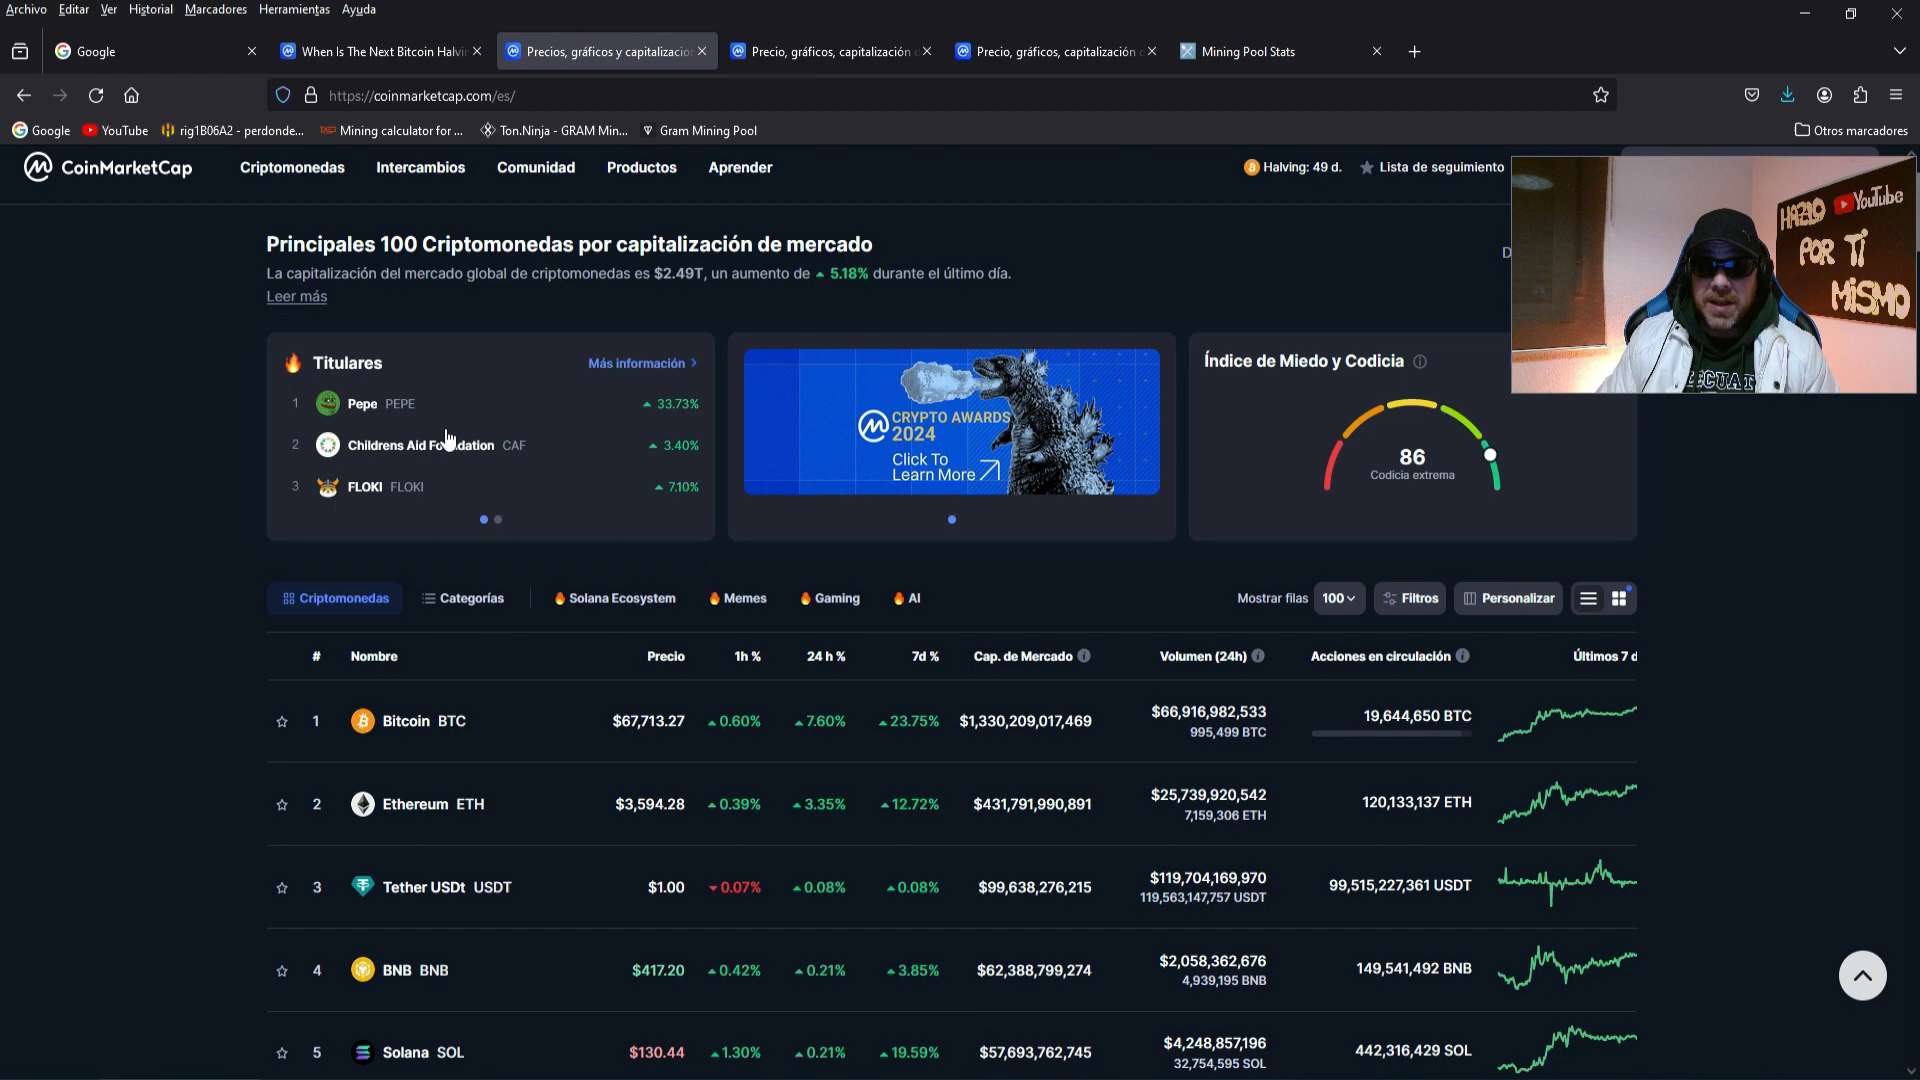 Archivo Editar Ver Historial Marcadores Herramientas Ayuda
Google
When Is The Next Bitcoin Halvin
Precios, gráficos y capitalizacion
Precio, gráficos, capitalización d
Precio, gráficos, capitalización d
Mining Pool Stats
https://coinmarketcap.com/es/
Google
YouTube
rig1B06A2 - perdonde...
Mining calculator for ...
Ton.Ninja - GRAM Min...
Gram Mining Pool
Otros marcadores
CoinMarketCap
Criptomonedas
Intercambios
Comunidad
Productos
Aprender
Halving: 49 d.
Lista de seguimiento
HAZLO YouTube
POR TÍ
MISMO
Principales 100 Criptomonedas por capitalización de mercado
La capitalización del mercado global de criptomonedas es $2.49T, un aumento de 5.18% durante el último día.
Leer más
Titulares
Más información
1 Pepe PEPE 33.73%
2 Childrens Aid Foundation CAF 3.40%
3 FLOKI FLOKI 7.10%
CRYPTO AWARDS
2024
Click To
Learn More
Índice de Miedo y Codicia
86
Codicia extrema
Criptomonedas
Categorías
Solana Ecosystem
Memes
Gaming
AI
Mostrar filas 100
Filtros
Personalizar
# Nombre Precio 1h % 24 h % 7d % Cap. de Mercado Volumen (24h) Acciones en circulación Últimos 7 d
1 Bitcoin BTC $67,713.27 0.60% 7.60% 23.75% $1,330,209,017,469 $66,916,982,533 19,644,650 BTC
995,499 BTC
2 Ethereum ETH $3,594.28 0.39% 3.35% 12.72% $431,791,990,891 $25,739,920,542 120,133,137 ETH
7,159,306 ETH
3 Tether USDt USDT $1.00 0.07% 0.08% 0.08% $99,638,276,215 $119,704,169,970 99,515,227,361 USDT
119,563,147,757 USDT
4 BNB BNB $417.20 0.42% 0.21% 3.85% $62,388,799,274 $2,058,362,676 149,541,492 BNB
4,939,195 BNB
5 Solana SOL $130.44 1.30% 0.21% 19.59% $57,693,762,745 $4,248,857,196 442,316,429 SOL
32,754,595 SOL